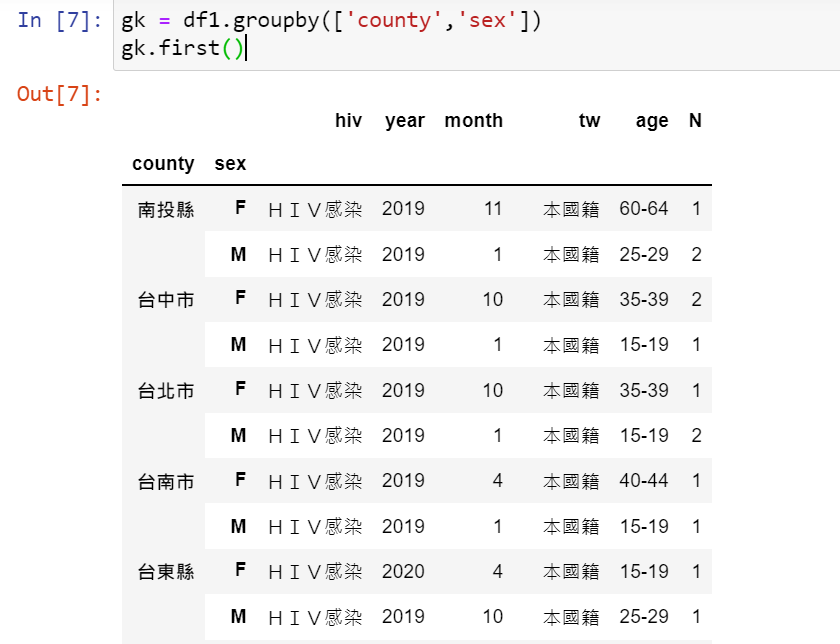 In [7]: gk = df1.groupby(['county','sex'])
gk.first()
Out[7]:
hiv year month tw age N
county sex
南投縣 F ＨＩＶ感染 2019 11 本國籍 60-64 1
M ＨＩＶ感染 2019 1 本國籍 25-29 2
台中市 F ＨＩＶ感染 2019 10 本國籍 35-39 2
M ＨＩＶ感染 2019 1 本國籍 15-19 1
台北市 F ＨＩＶ感染 2019 10 本國籍 35-39 1
M ＨＩＶ感染 2019 1 本國籍 15-19 2
台南市 F ＨＩＶ感染 2019 4 本國籍 40-44 1
M ＨＩＶ感染 2019 1 本國籍 15-19 1
台東縣 F ＨＩＶ感染 2020 4 本國籍 15-19 1
M ＨＩＶ感染 2019 10 本國籍 25-29 1